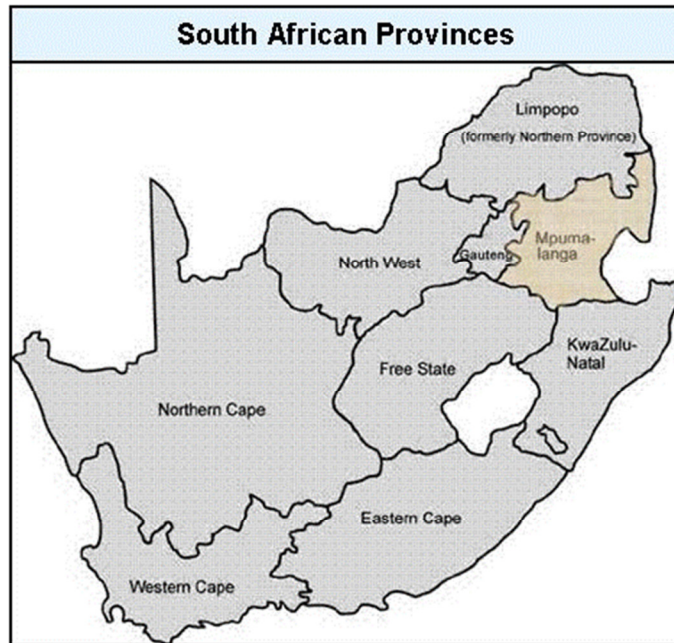 South African Provinces
Limpopo
(formerly Northern Province)
Mpuma-
langa
Gauteng
North West
KwaZulu-
Natal
Free State
Northern Cape
Eastern Cape
Western Cape